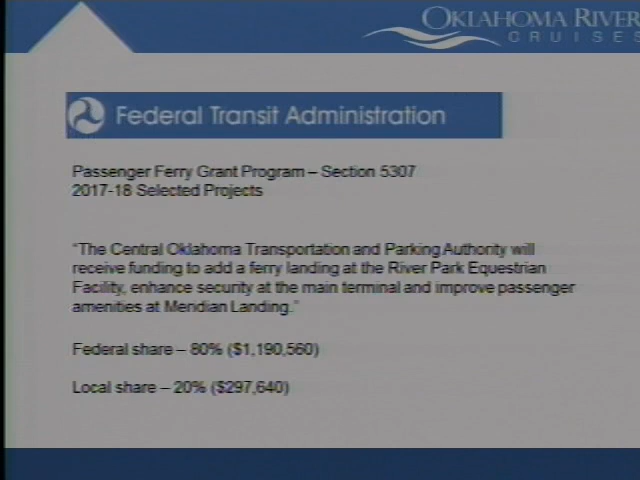 OKLAHOMA RIVER
CRUISES
Federal Transit Administration
Passenger Ferry Grant Program – Section 5307
2017-18 Selected Projects
“The Central Oklahoma Transportation and Parking Authority will
receive funding to add a ferry landing at the River Park Equestrian
Facility, enhance security at the main terminal and improve passenger
amenities at Meridian Landing.”
Federal share – 80% ($1,190,560)
Local share – 20% ($297,640)